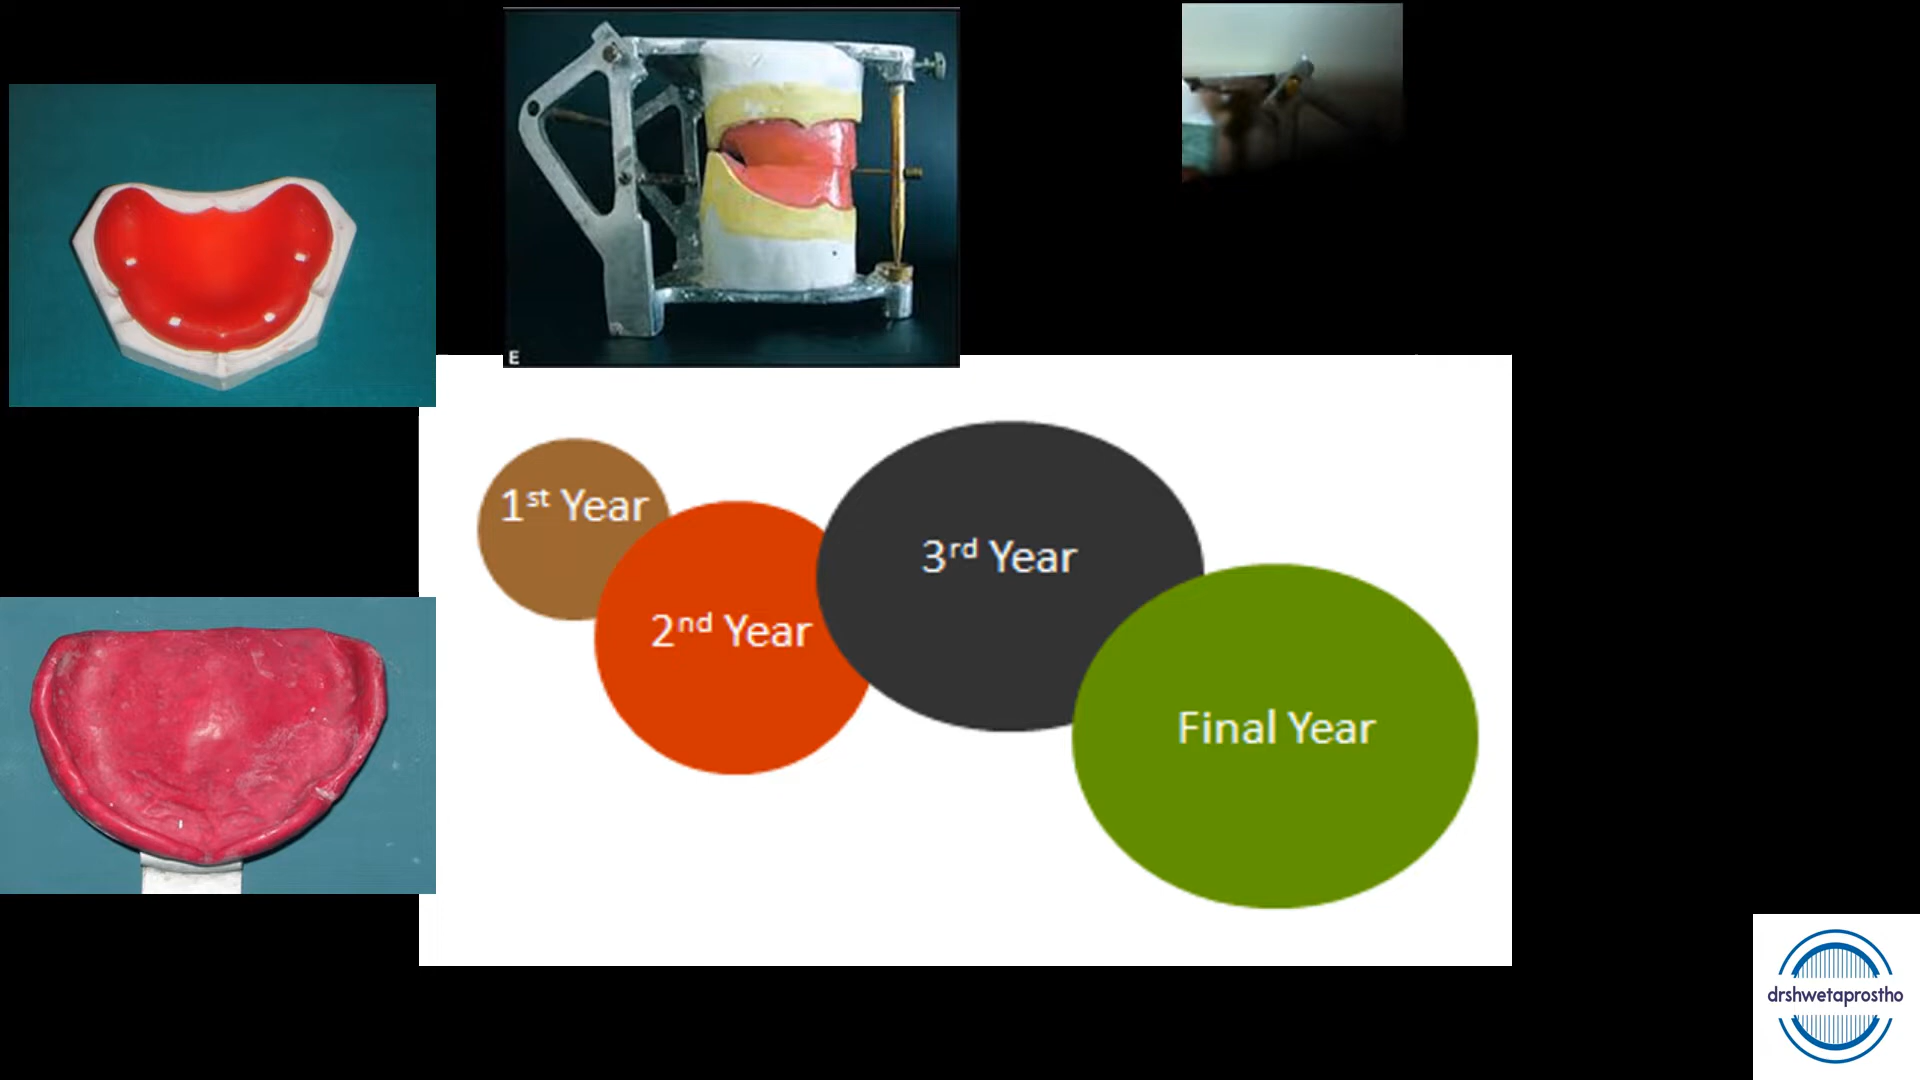 E
1st Year
2nd Year
3rd Year
Final Year
drshwetaprostho